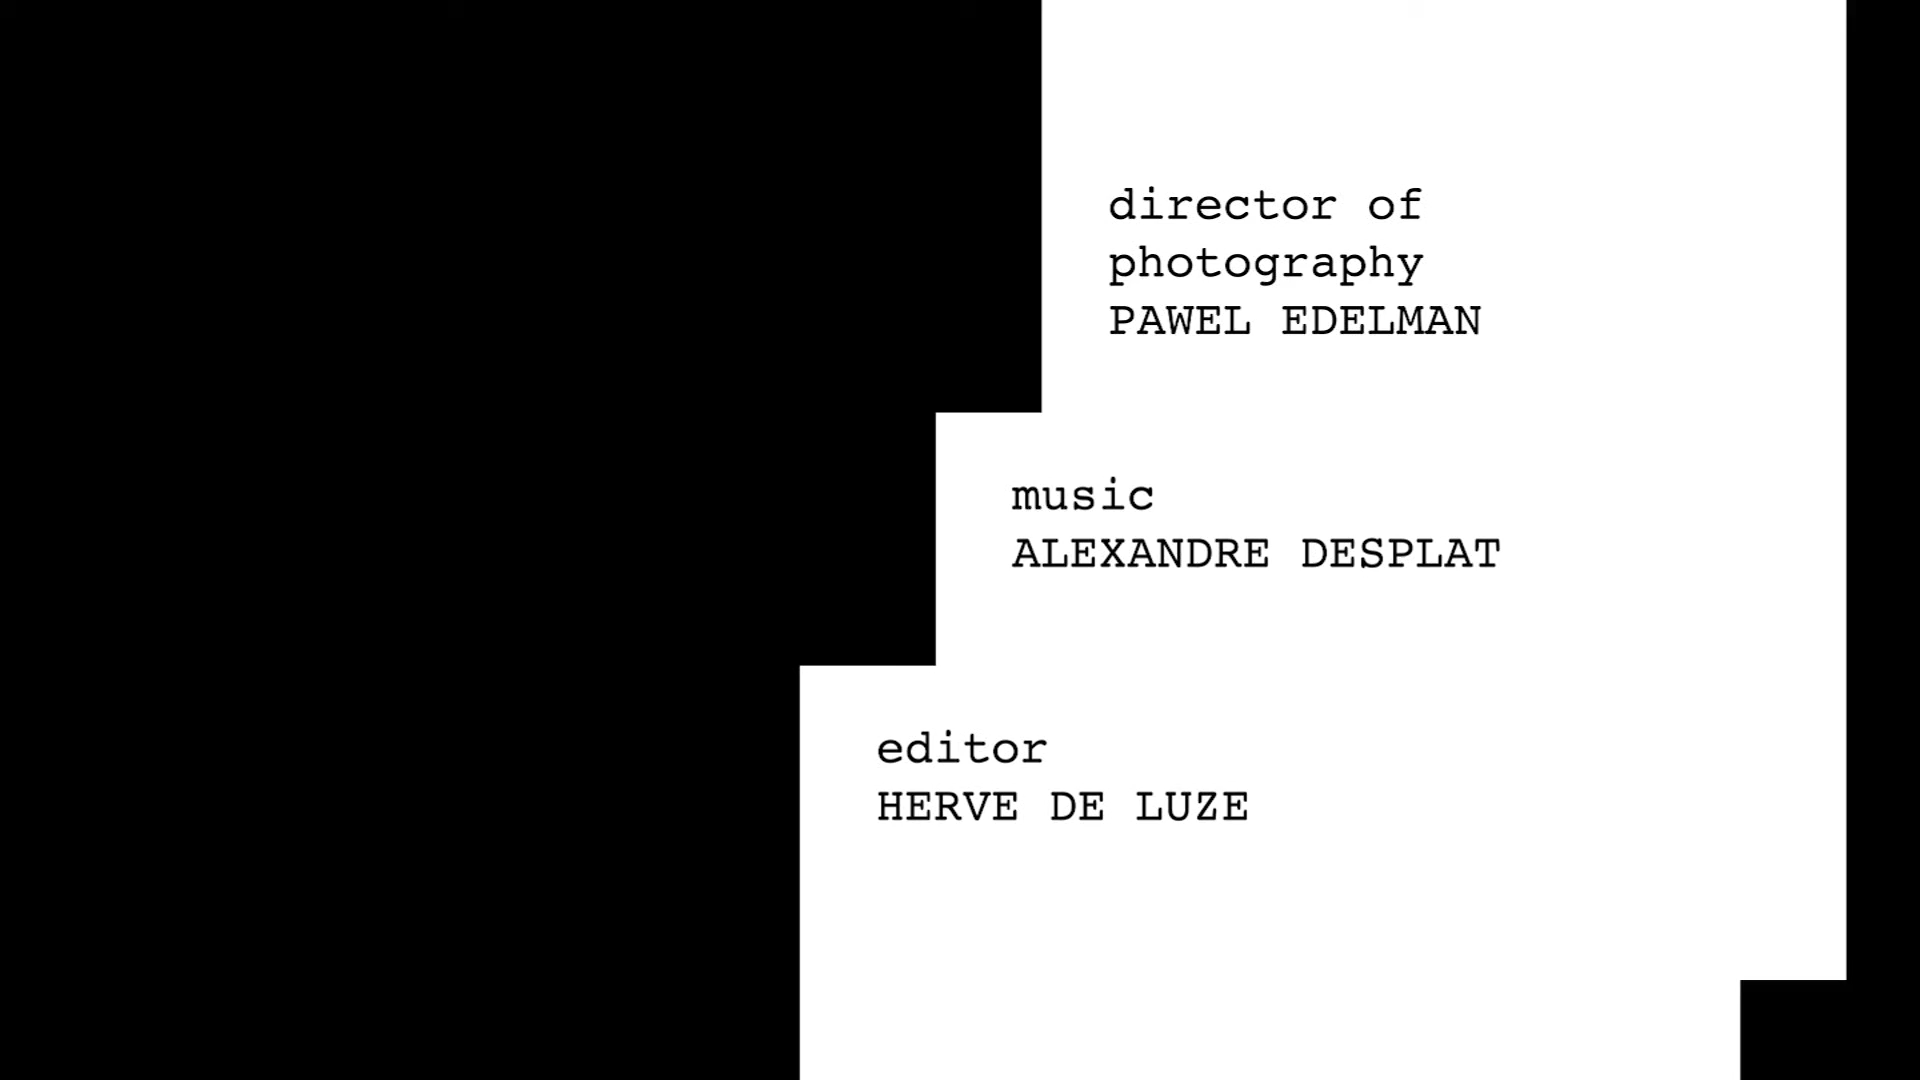 director of
photography
PAWEL EDELMAN
music
ALEXANDRE DESPLAT
editor
HERVE DE LUZE